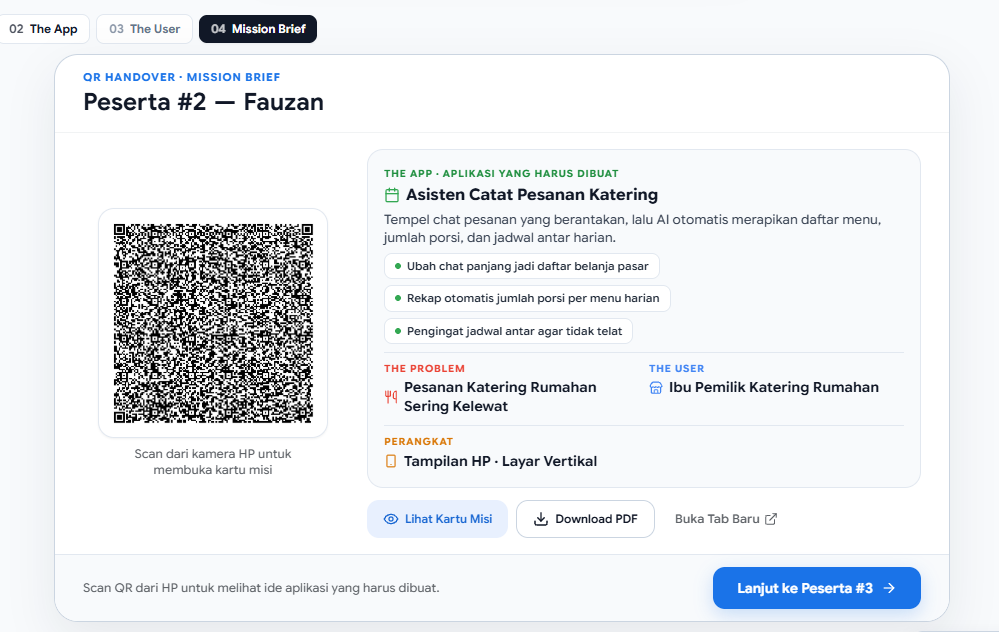 02 The App
03 The User
04 Mission Brief
QR HANDOVER · MISSION BRIEF
Peserta #2 — Fauzan
THE APP · APLIKASI YANG HARUS DIBUAT
Asisten Catat Pesanan Katering
Tempel chat pesanan yang berantakan, lalu AI otomatis merapikan daftar menu,
jumlah porsi, dan jadwal antar harian.
Ubah chat panjang jadi daftar belanja pasar
Rekap otomatis jumlah porsi per menu harian
Pengingat jadwal antar agar tidak telat
THE PROBLEM
Pesanan Katering Rumahan
Sering Kelewat
THE USER
Ibu Pemilik Katering Rumahan
PERANGKAT
Tampilan HP · Layar Vertikal
Scan dari kamera HP untuk
membuka kartu misi
Lihat Kartu Misi
Download PDF
Buka Tab Baru
Scan QR dari HP untuk melihat ide aplikasi yang harus dibuat.
Lanjut ke Peserta #3 →